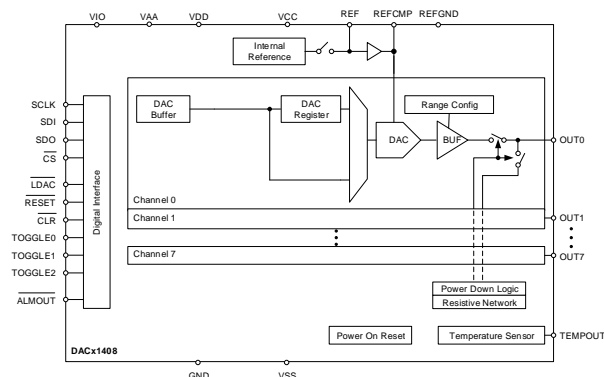 VIO VAA VDD VCC REF REFCMP REFGND
Internal
Reference
SCLK
SDI
SDO
CS
LDAC
RESET
CLR
TOGGLE0
TOGGLE1
TOGGLE2
ALMOUT
Digital Interface
DAC
Buffer
DAC
Register
Range Config
DAC
BUF
OUT0
Channel 0
Channel 1
OUT1
Channel 7
OUT7
Power Down Logic
Resistive Network
Power On Reset
Temperature Sensor
TEMPOUT
DACx1408
GND VSS